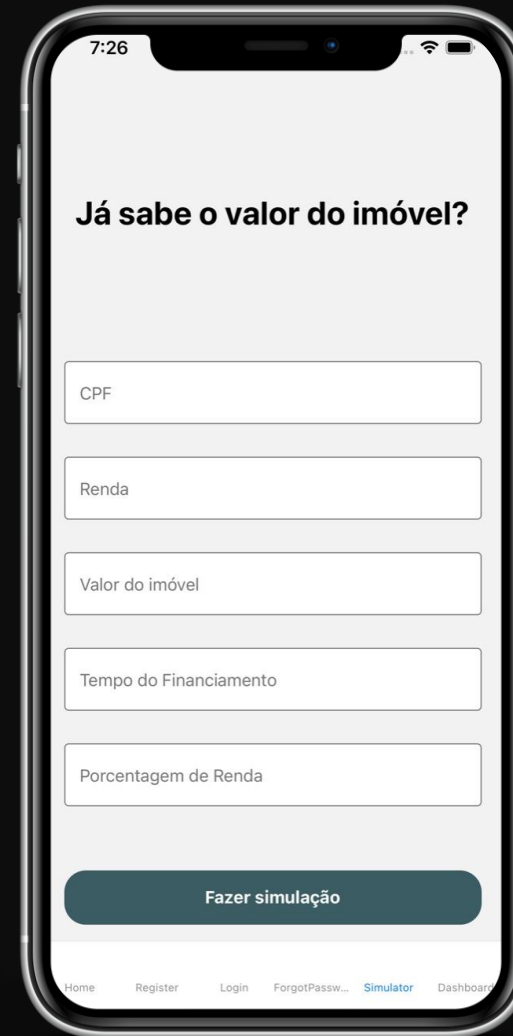 7:26
Já sabe o valor do imóvel?
CPF
Renda
Valor do imóvel
Tempo do Financiamento
Porcentagem de Renda
Fazer simulação
Home Register Login ForgotPassw... Simulator Dashboard